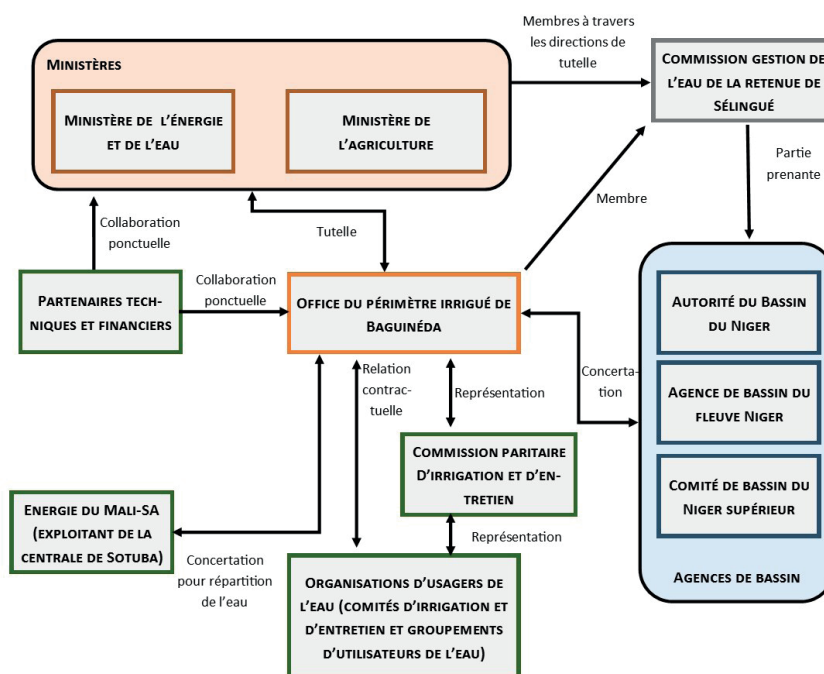 Membres à travers
les directions de
tutelle
MINISTÈRES
MINISTÈRE DE L'ÉNERGIE
ET DE L'EAU
MINISTÈRE DE
L'AGRICULTURE
COMMISSION GESTION DE
L'EAU DE LA RETENUE DE
SÉLINGUÉ
Partie
prenante
Membre
Collaboration
ponctuelle
Tutelle
Collaboration
ponctuelle
PARTENAIRES TECH-
NIQUES ET FINANCIERS
OFFICE DU PÉRIMÈTRE IRRIGUÉ DE
BAGUINÉDA
AUTORITÉ DU BASSIN
DU NIGER
Concerta-
tion
AGENCE DE BASSIN DU
FLEUVE NIGER
COMITÉ DE BASSIN DU
NIGER SUPÉRIEUR
AGENCES DE BASSIN
Relation
contrac-
tuelle
Représentation
COMMISSION PARITAIRE
D'IRRIGATION ET D'EN-
TRETIEN
Représentation
ENERGIE DU MALI-SA
(EXPLOITANT DE LA
CENTRALE DE SOTUBA)
Concertation
pour répartition
de l'eau
ORGANISATIONS D'USAGERS DE
L'EAU (COMITÉS D'IRRIGATION ET
D'ENTRETIEN ET GROUPEMENTS
D'UTILISATEURS DE L'EAU)